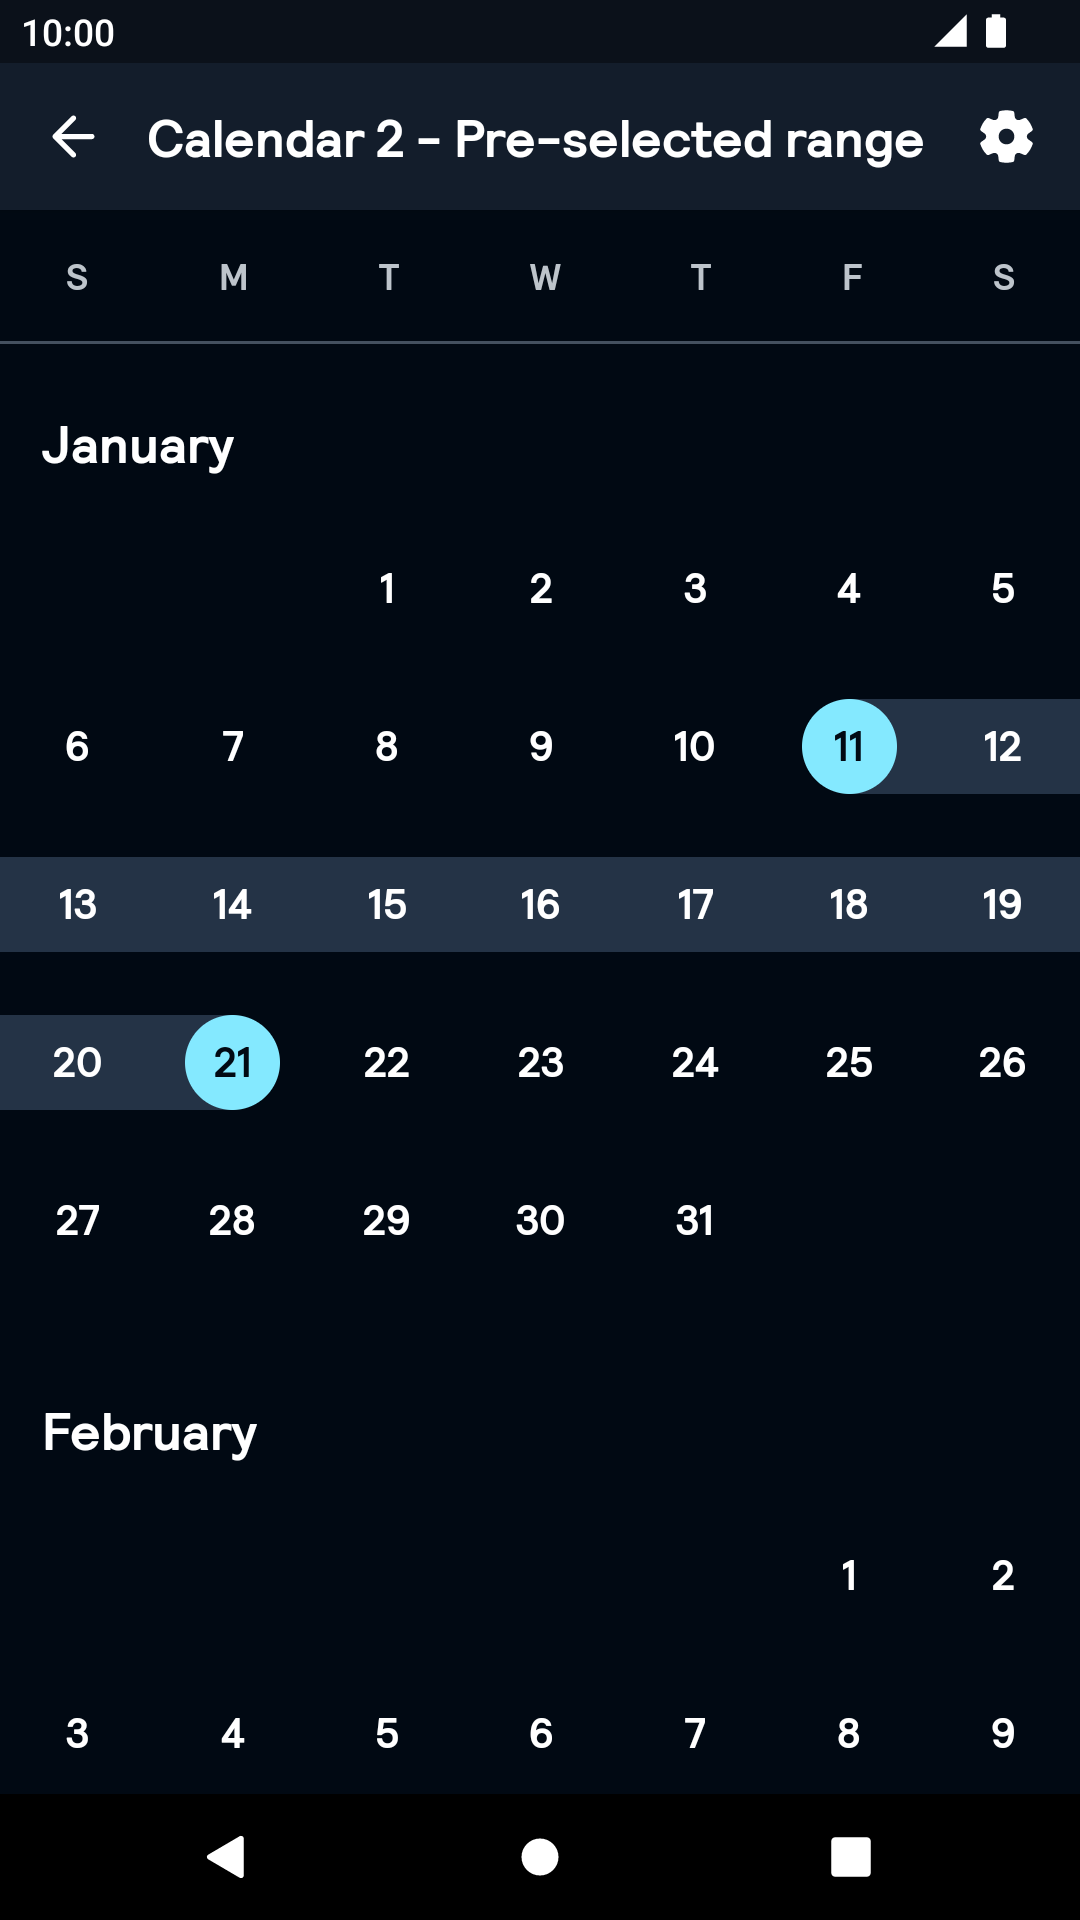 10:00
Calendar 2 - Pre-selected range
S M T W T F S
January
1 2 3 4 5
6 7 8 9 10 11 12
13 14 15 16 17 18 19
20 21 22 23 24 25 26
27 28 29 30 31
February
1 2
3 4 5 6 7 8 9